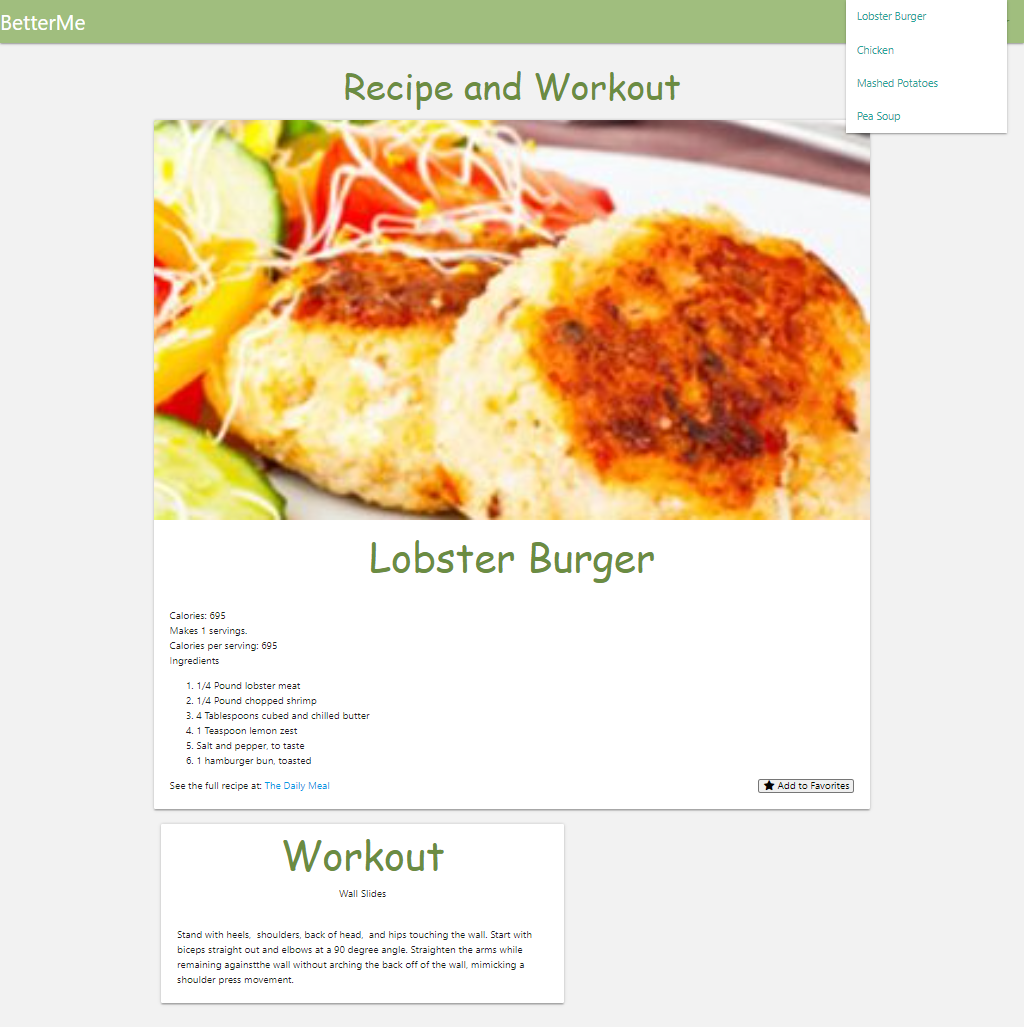 BetterMe
Lobster Burger
Chicken
Mashed Potatoes
Pea Soup
Recipe and Workout
Lobster Burger
Calories: 695
Makes 1 servings.
Calories per serving: 695
Ingredients
1. 1/4 Pound lobster meat
2. 1/4 Pound chopped shrimp
3. 4 Tablespoons cubed and chilled butter
4. 1 Teaspoon lemon zest
5. Salt and pepper, to taste
6. 1 hamburger bun, toasted
See the full recipe at: The Daily Meal
Add to Favorites
Workout
Wall Slides
Stand with heels, shoulders, back of head, and hips touching the wall. Start with
biceps straight out and elbows at a 90 degree angle. Straighten the arms while
remaining againstthe wall without arching the back off of the wall, mimicking a
shoulder press movement.